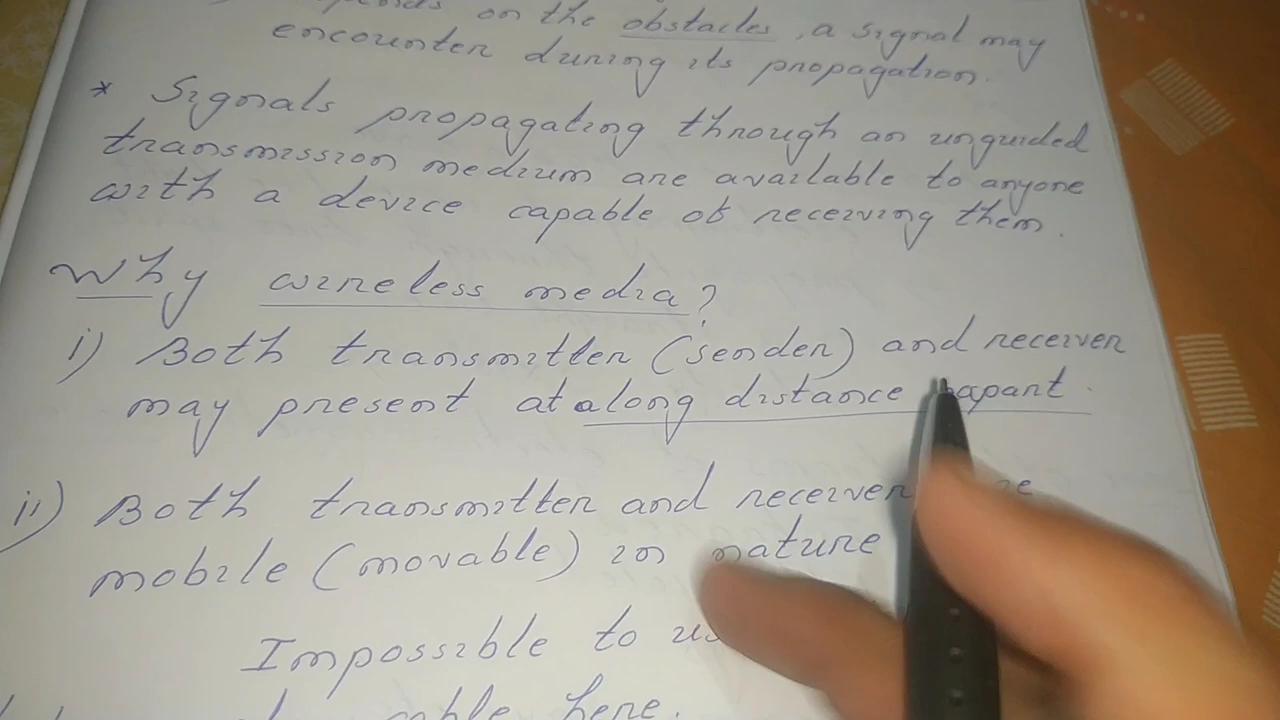 on the obstacles, a signal may
encounter during its propagation.
* Signals propagating through an unguided
transmission medium are available to anyone
with a device capable of receiving them.
Why wireless media?
i) Both transmitter (sender) and receiver
may present at a long distance apart.
ii) Both transmitter and receiver
mobile (movable) in nature
Impossible to
cable here.